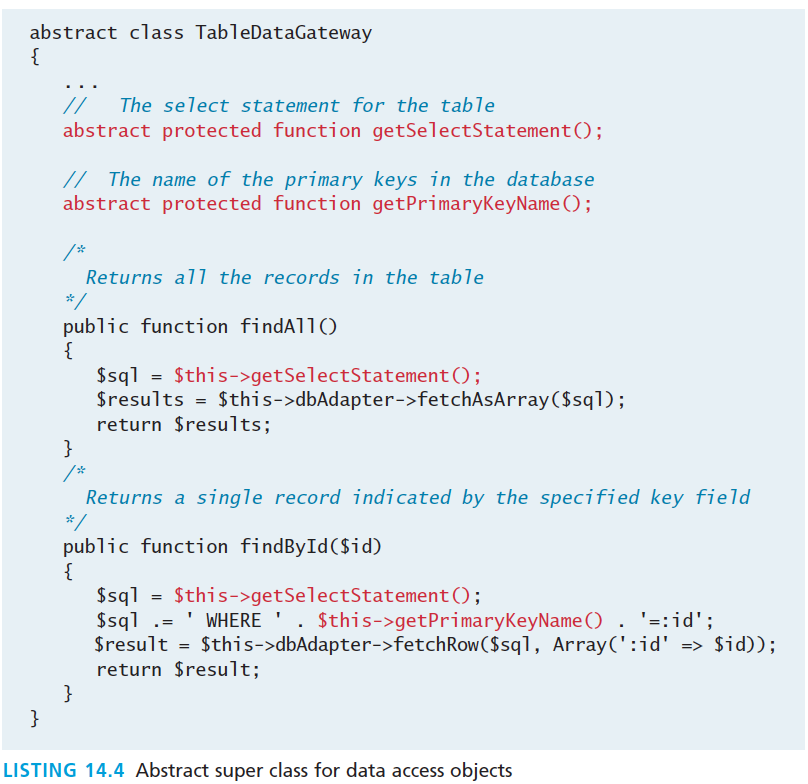 abstract class TableDataGateway
{
...
// The select statement for the table
abstract protected function getSelectStatement();
// The name of the primary keys in the database
abstract protected function getPrimaryKeyName();
/*
Returns all the records in the table
*/
public function findAll()
{
$sql = $this->getSelectStatement();
$results = $this->dbAdapter->fetchAsArray($sql);
return $results;
}
/*
Returns a single record indicated by the specified key field
*/
public function findById($id)
{
$sql = $this->getSelectStatement();
$sql .= ' WHERE ' . $this->getPrimaryKeyName() . '=:id';
$result = $this->dbAdapter->fetchRow($sql, Array(':id' => $id));
return $result;
}
}
LISTING 14.4 Abstract super class for data access objects